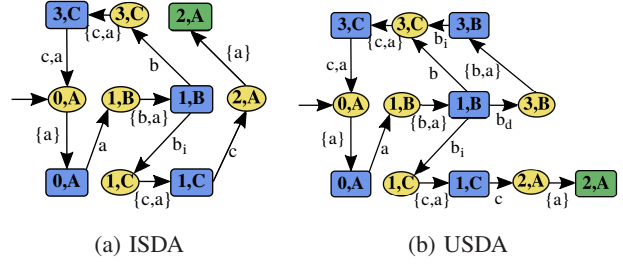 3,C 3,C 2,A
{c,a}
c,a b {a}
0,A 1,B 1,B 2,A
{a} a {b,a} b_i c
0,A 1,C 1,C
{c,a}
(a) ISDA
3,C 3,C 3,B
{c,a} b_i
c,a b {b,a}
0,A 1,B 1,B 3,B
{a} a {b,a} b_i b_d
0,A 1,C 1,C 2,A 2,A
{c,a} c {a}
(b) USDA